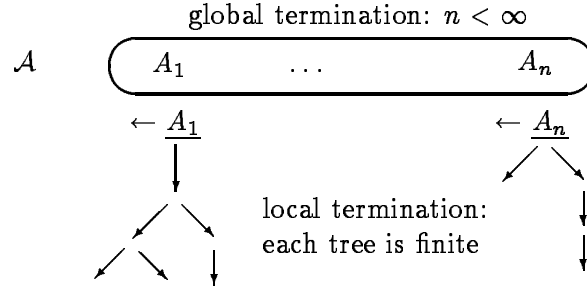 global termination: n < ∞
𝒜 A₁ ... Aₙ
← A₁ ← Aₙ
local termination:
each tree is finite